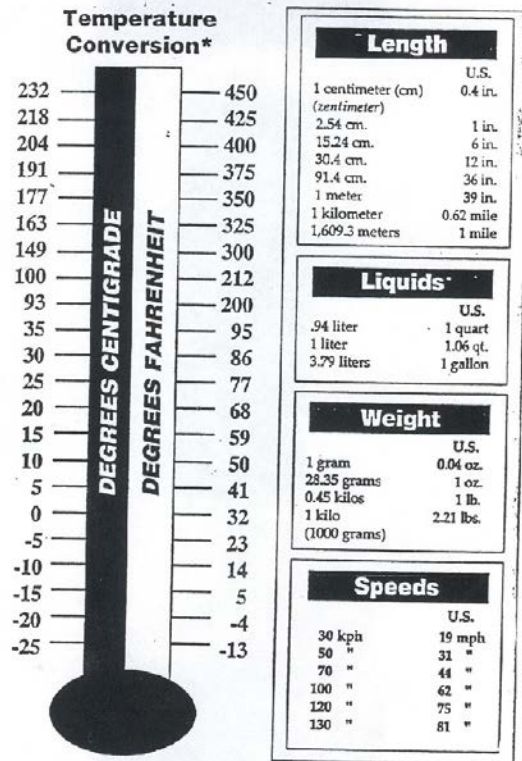 Temperature
Conversion*
232 450
218 425
204 400
191 375
177 350
163 325
149 300
100 212
93 200
35 95
30 86
25 77
20 68
15 59
10 50
5 41
0 32
-5 23
-10 14
-15 5
-20 -4
-25 -13
DEGREES CENTIGRADE
DEGREES FAHRENHEIT
Length
U.S.
1 centimeter (cm) 0.4 in.
(zentimeter)
2.54 cm. 1 in.
15.24 cm. 6 in.
30.4 cm. 12 in.
91.4 cm. 36 in.
1 meter 39 in.
1 kilometer 0.62 mile
1,609.3 meters 1 mile
Liquids
U.S.
.94 liter 1 quart
1 liter 1.06 qt.
3.79 liters 1 gallon
Weight
U.S.
1 gram 0.04 oz.
28.35 grams 1 oz.
0.45 kilos 1 lb.
1 kilo 2.21 lbs.
(1000 grams)
Speeds
U.S.
30 kph 19 mph
50 " 31 "
70 " 44 "
100 " 62 "
120 " 75 "
130 " 81 "